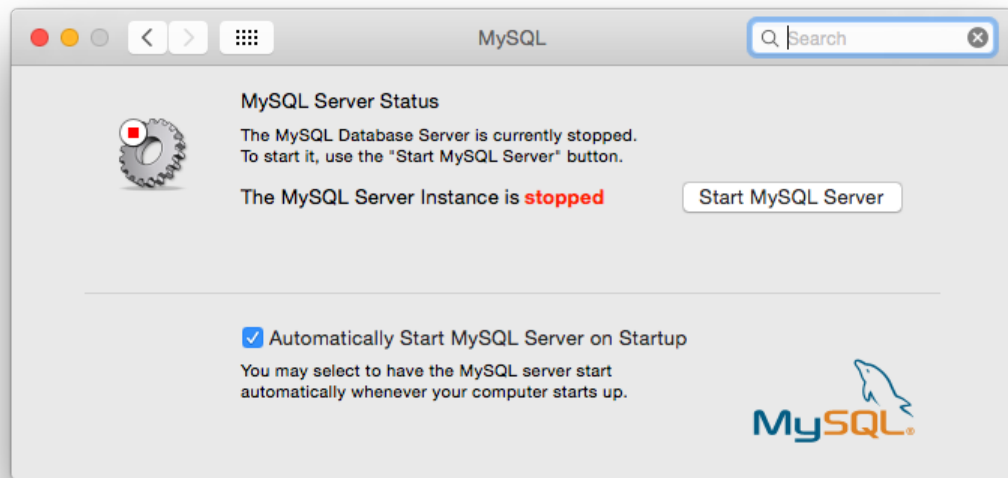 MySQL
Search
MySQL Server Status
The MySQL Database Server is currently stopped.
To start it, use the "Start MySQL Server" button.
The MySQL Server Instance is stopped
Start MySQL Server
Automatically Start MySQL Server on Startup
You may select to have the MySQL server start
automatically whenever your computer starts up.
MySQL®